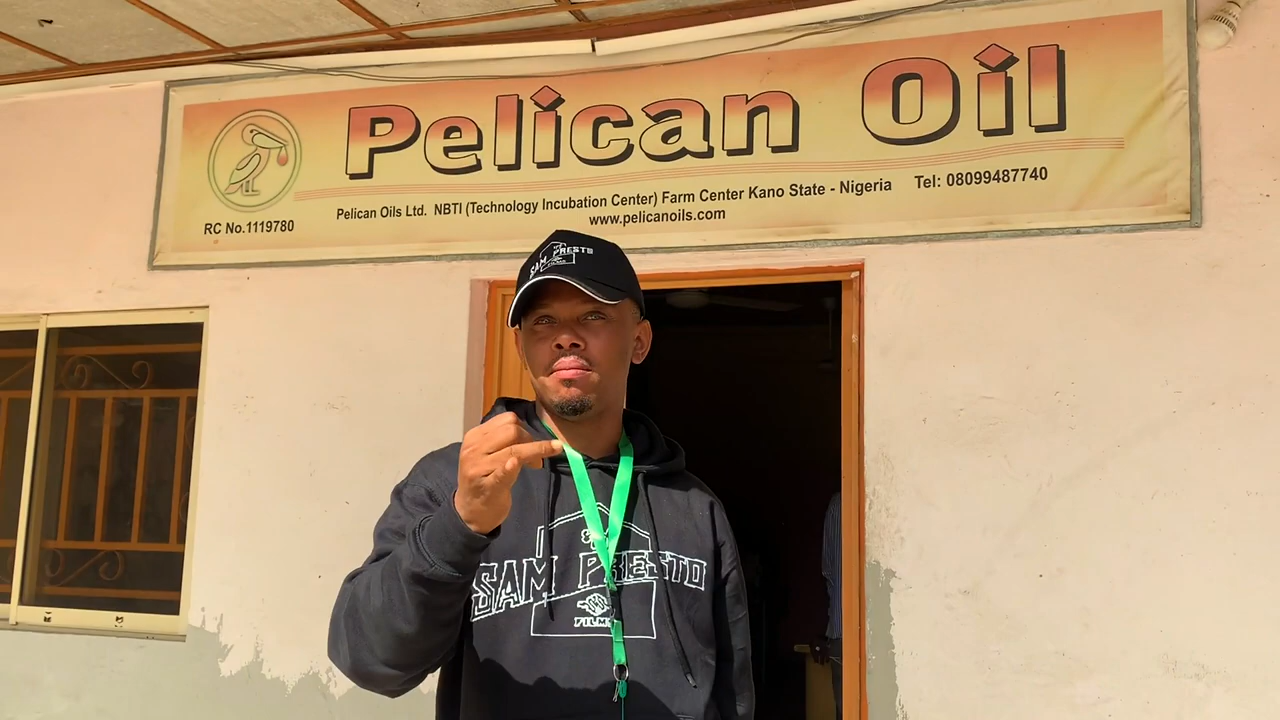 Pelican Oil
RC No.1119780
Pelican Oils Ltd. NBTI (Technology Incubation Center) Farm Center Kano State - Nigeria Tel: 08099487740
www.pelicanoils.com
SAM PRESTO
FILMS
SAM PRESTO
FILMS